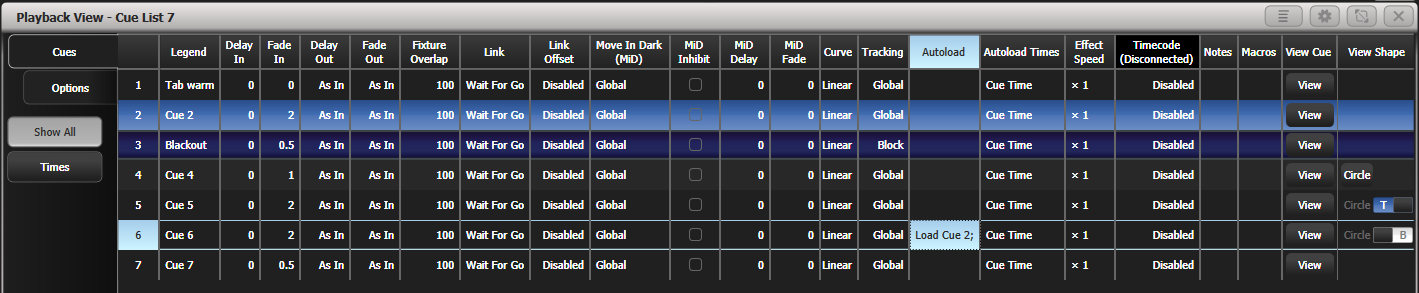 Playback View - Cue List 7
Cues
Options
Show All
Times
Legend Delay In Fade In Delay Out Fade Out Fixture Overlap Link Link Offset Move In Dark (MiD) MiD Inhibit MiD Delay MiD Fade Curve Tracking Autoload Autoload Times Effect Speed Timecode (Disconnected) Notes Macros View Cue View Shape
1 Tab warm 0 0 As In As In 100 Wait For Go Disabled Global 0 0 Linear Global Cue Time × 1 Disabled View
2 Cue 2 0 2 As In As In 100 Wait For Go Disabled Global 0 0 Linear Global Cue Time × 1 Disabled View
3 Blackout 0 0.5 As In As In 100 Wait For Go Disabled Global 0 0 Linear Block Cue Time × 1 Disabled View
4 Cue 4 0 1 As In As In 100 Wait For Go Disabled Global 0 0 Linear Global Cue Time × 1 Disabled View Circle
5 Cue 5 0 2 As In As In 100 Wait For Go Disabled Global 0 0 Linear Global Cue Time × 1 Disabled View Circle T
6 Cue 6 0 2 As In As In 100 Wait For Go Disabled Global 0 0 Linear Global Load Cue 2; Cue Time × 1 Disabled View Circle B
7 Cue 7 0 0.5 As In As In 100 Wait For Go Disabled Global 0 0 Linear Global Cue Time × 1 Disabled View